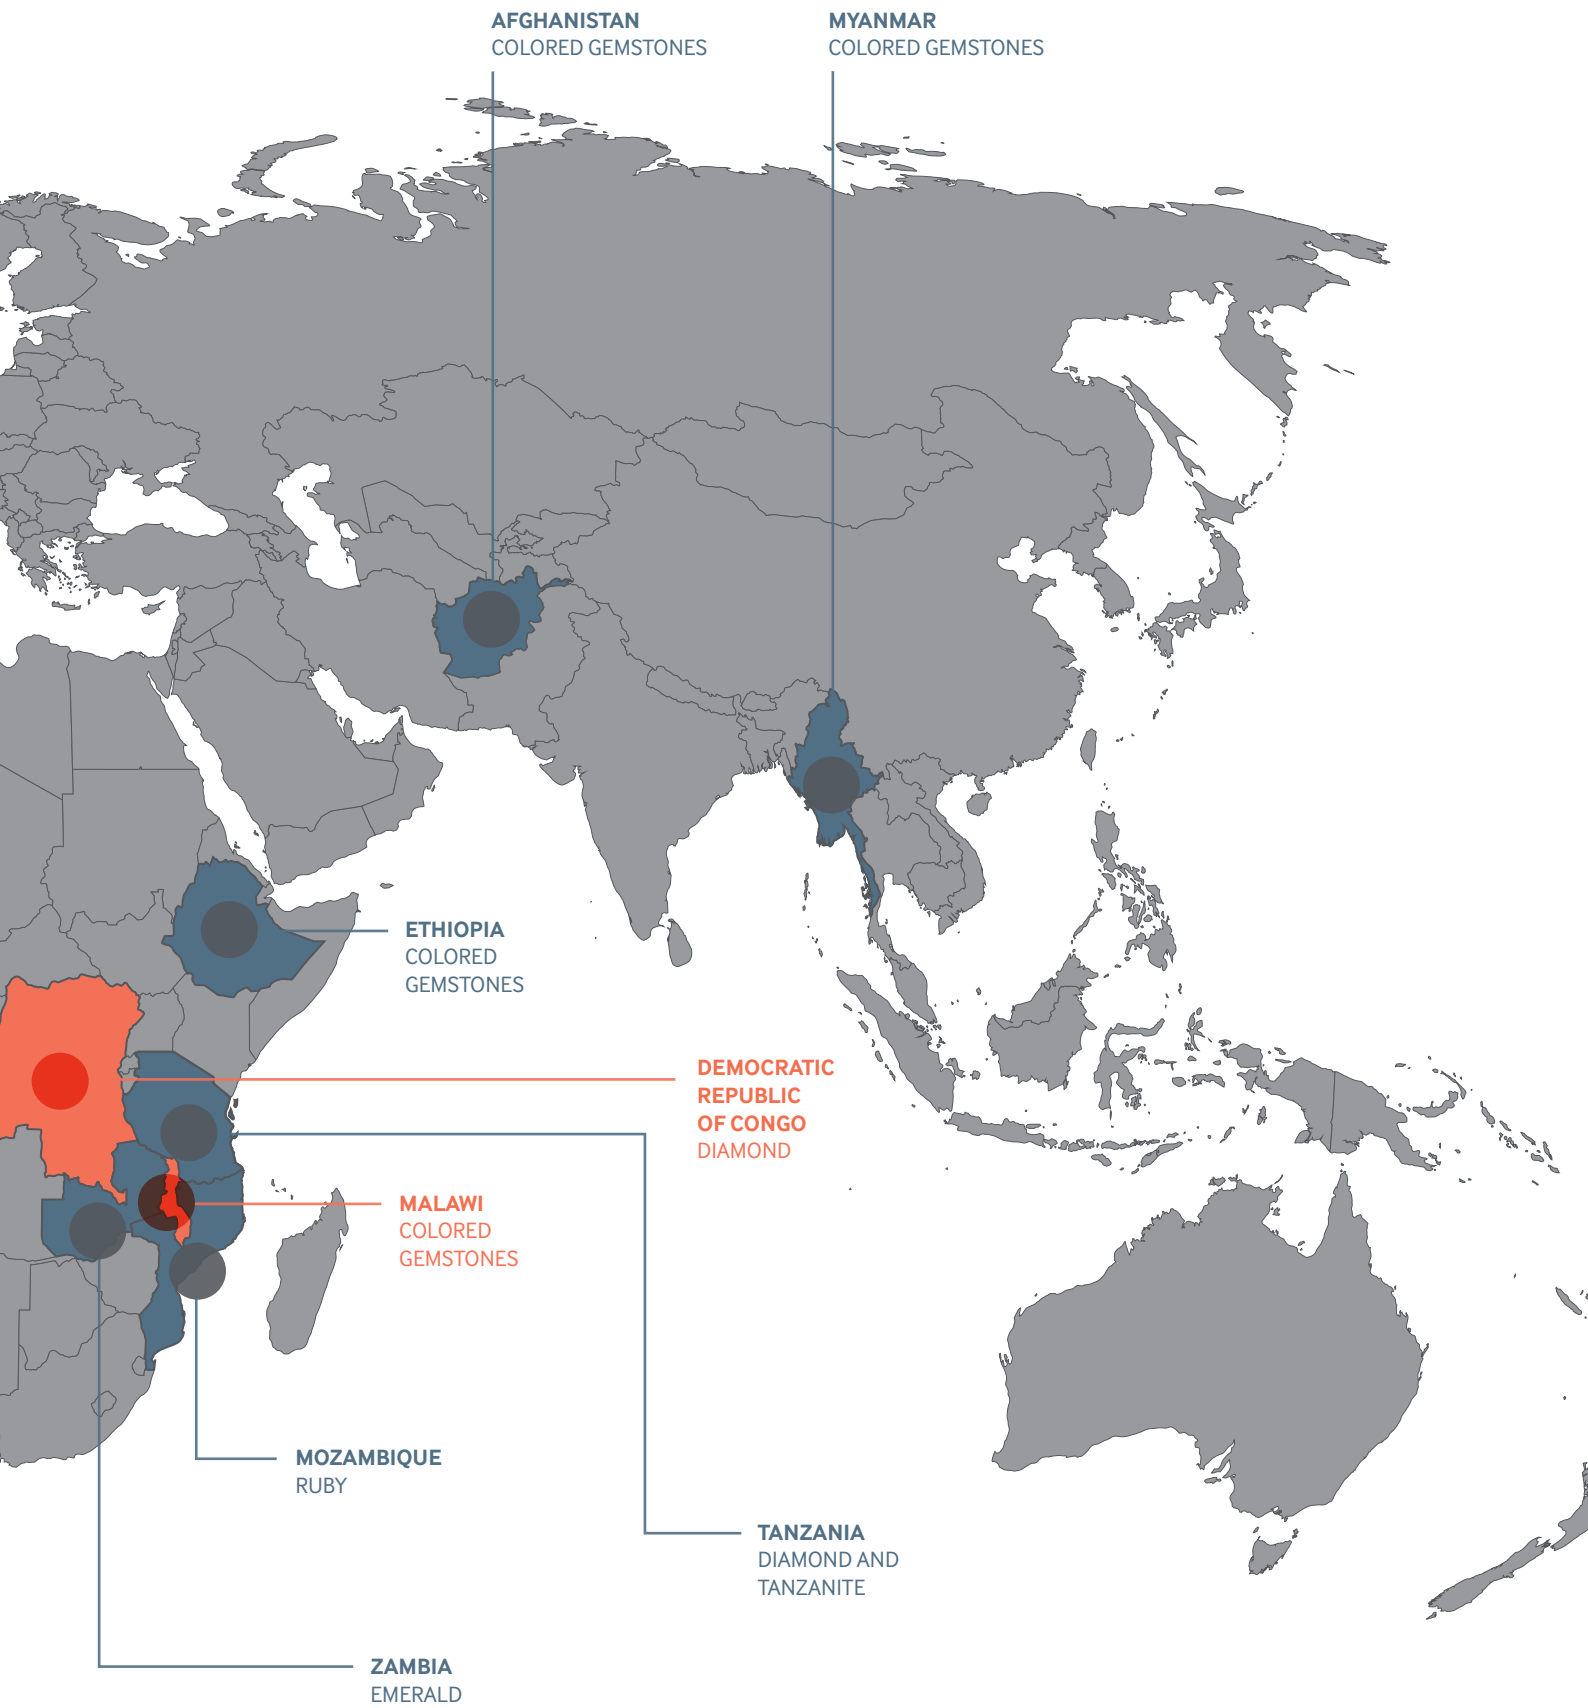 AFGHANISTAN
COLORED GEMSTONES
MYANMAR
COLORED GEMSTONES
ETHIOPIA
COLORED
GEMSTONES
DEMOCRATIC
REPUBLIC
OF CONGO
DIAMOND
MALAWI
COLORED
GEMSTONES
MOZAMBIQUE
RUBY
TANZANIA
DIAMOND AND
TANZANITE
ZAMBIA
EMERALD